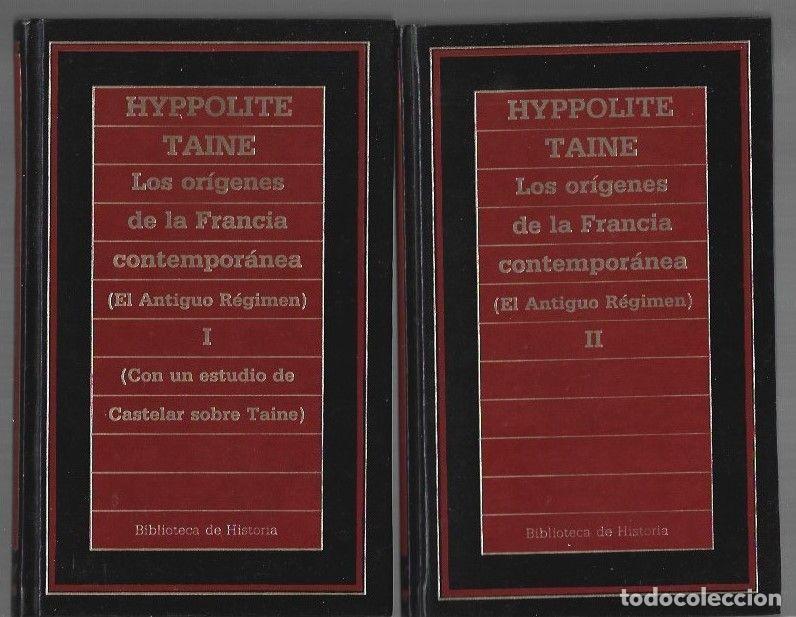 HYPPOLITE
TAINE
Los orígenes
de la Francia
contemporánea
(El Antiguo Régimen)
I
(Con un estudio de
Castelar sobre Taine)
Biblioteca de Historia
HYPPOLITE
TAINE
Los orígenes
de la Francia
contemporánea
(El Antiguo Régimen)
II
Biblioteca de Historia
todocoleccion